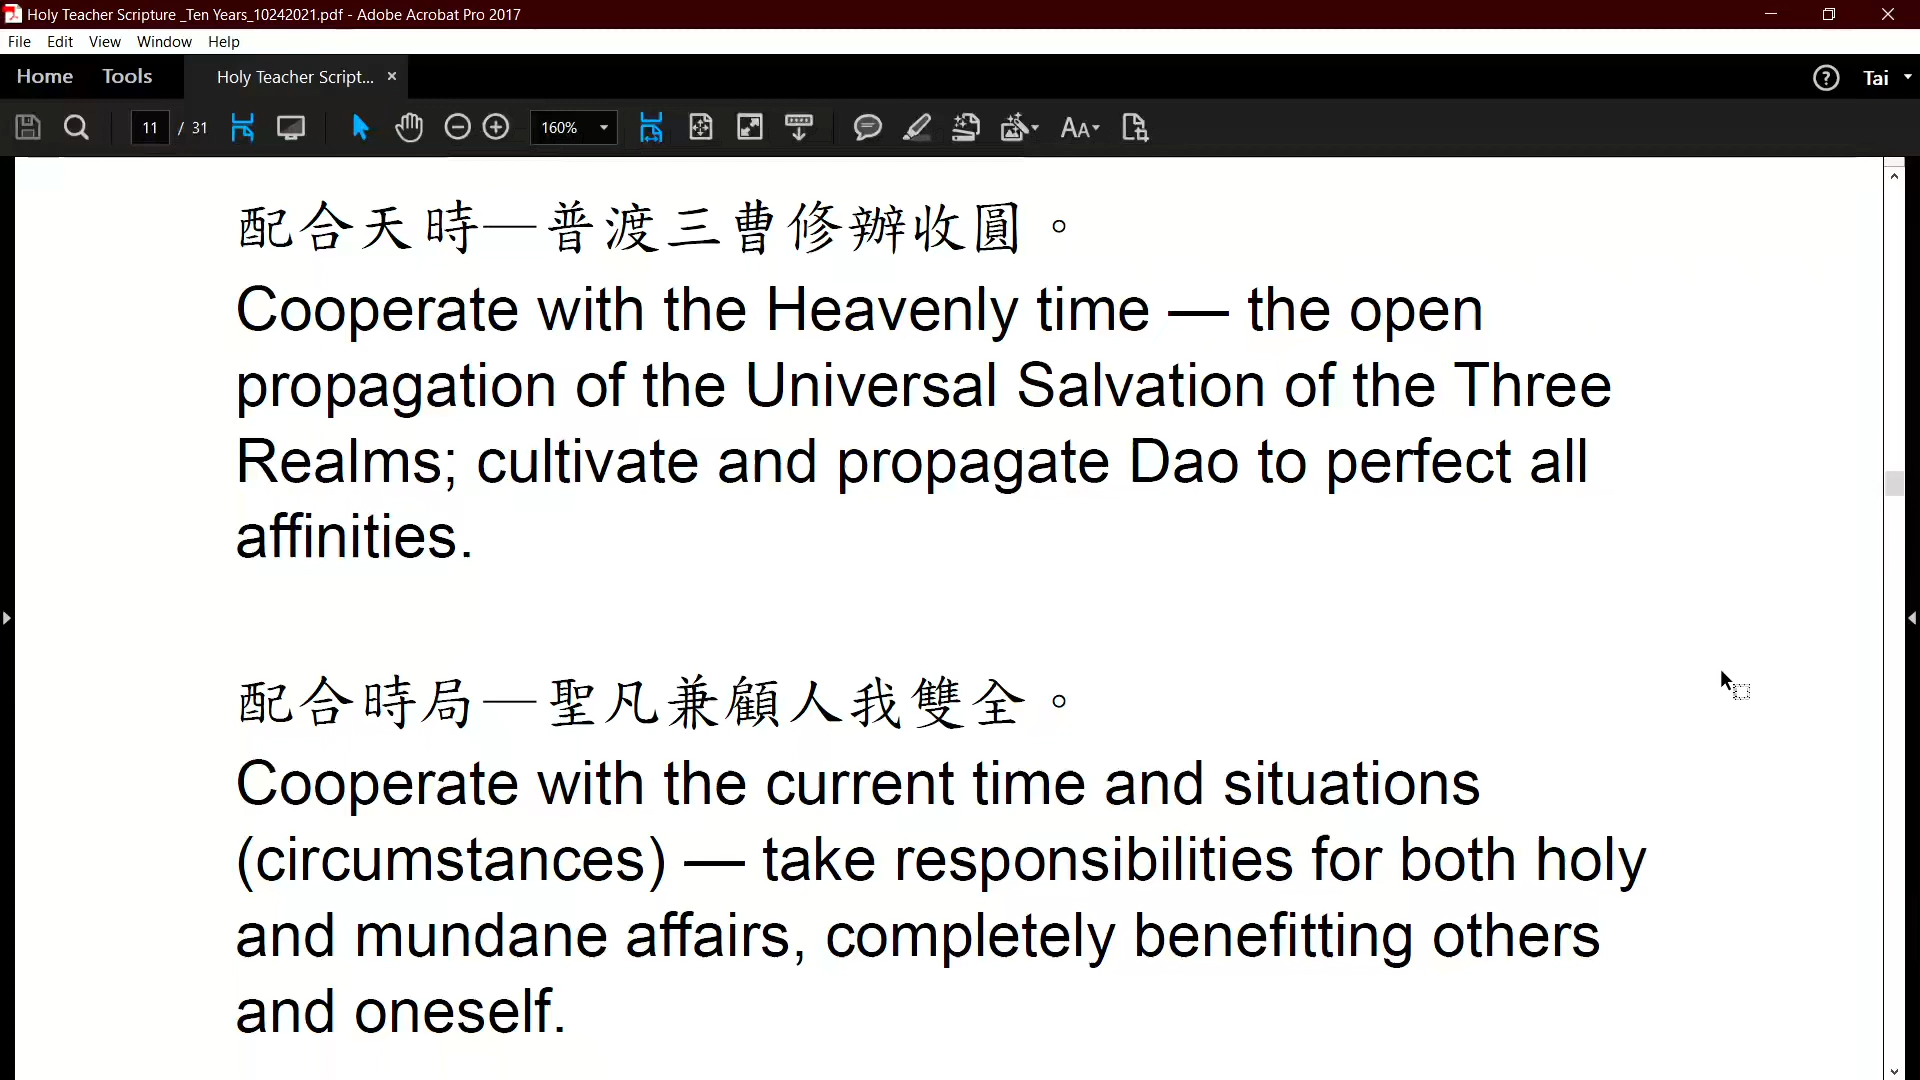 Holy Teacher Scripture _Ten Years_10242021.pdf - Adobe Acrobat Pro 2017
File Edit View Window Help
Home Tools Holy Teacher Script... × Tai
11 / 31 160%
配合天時—普渡三曹修辦收圓。
Cooperate with the Heavenly time — the open
propagation of the Universal Salvation of the Three
Realms; cultivate and propagate Dao to perfect all
affinities.
配合時局—聖凡兼顧人我雙全。
Cooperate with the current time and situations
(circumstances) — take responsibilities for both holy
and mundane affairs, completely benefitting others
and oneself.